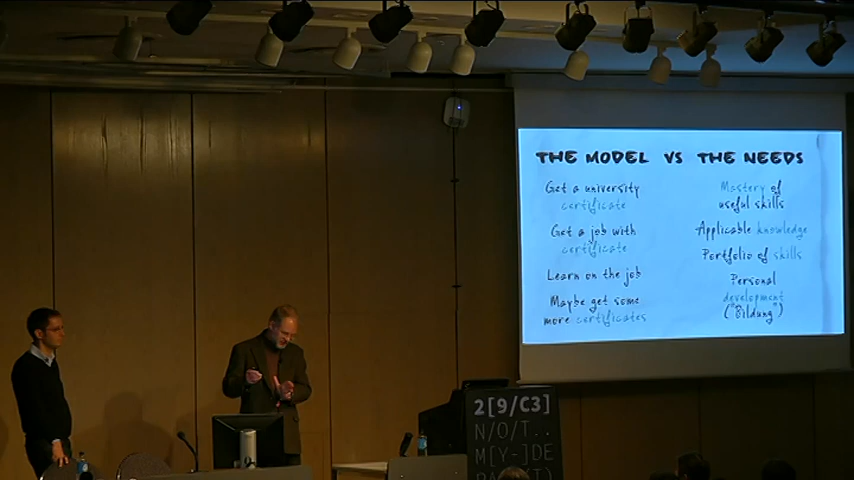 THE MODEL VS THE NEEDS
Get a university
certificate
Get a job with
certificate
Learn on the job
Maybe get some
more certificates
Mastery of
useful skills
Applicable knowledge
Portfolio of skills
Personal
development
("Bildung")
2[9/C3]
N/O/T..
M[Y-]DE
PA